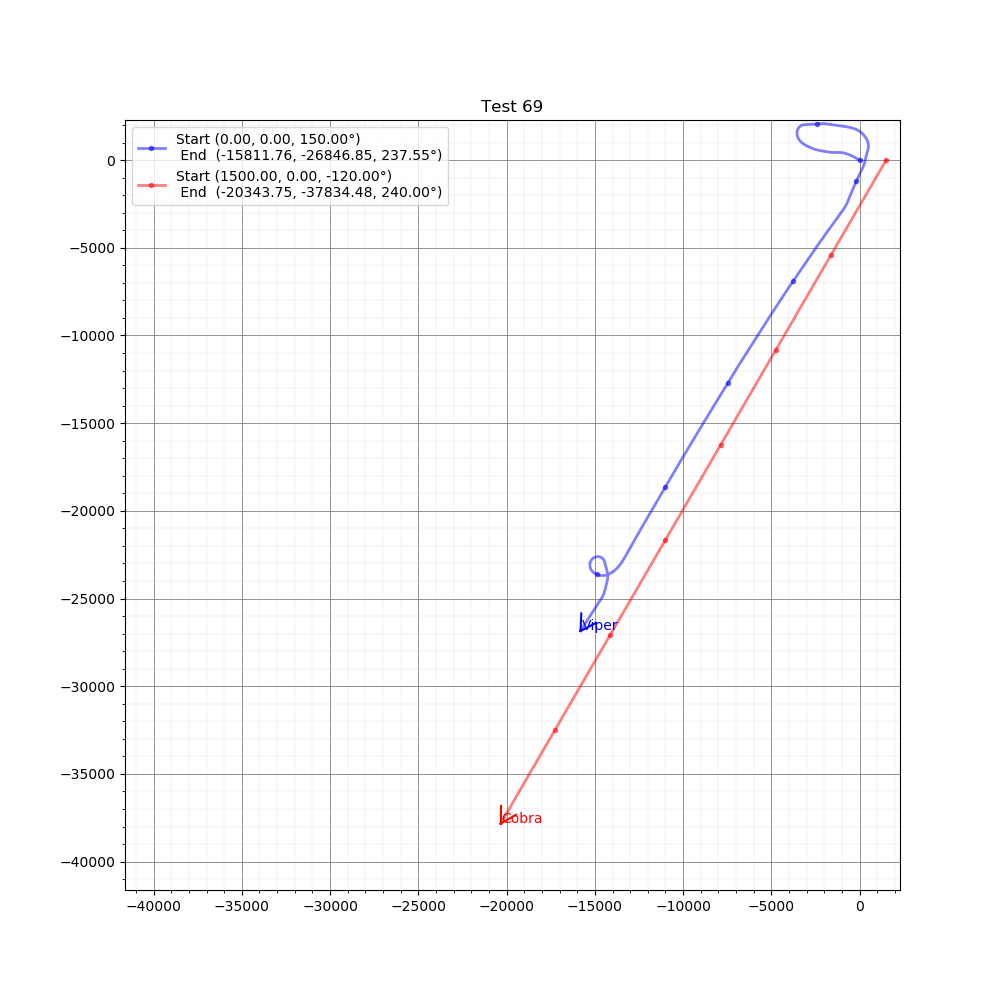 Test 69
Start (0.00, 0.00, 150.00°)
End (-15811.76, -26846.85, 237.55°)
Start (1500.00, 0.00, -120.00°)
End (-20343.75, -37834.48, 240.00°)
0
−5000
−10000
−15000
−20000
−25000
−30000
−35000
−40000
Viper
Cobra
−40000 −35000 −30000 −25000 −20000 −15000 −10000 −5000 0